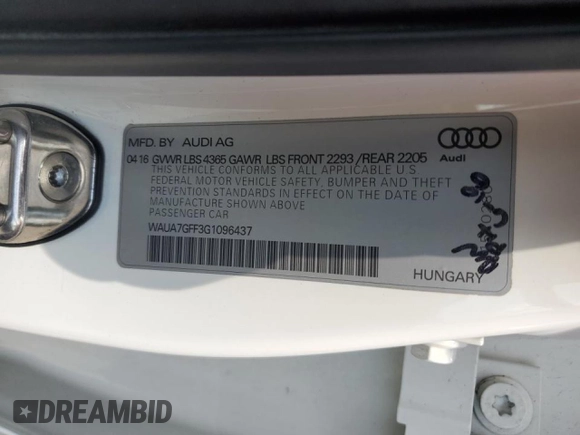 MFD. BY AUDI AG
04 16 GVWR LBS 4365 GAWR LBS FRONT 2293 / REAR 2205
THIS VEHICLE CONFORMS TO ALL APPLICABLE U.S
FEDERAL MOTOR VEHICLE SAFETY, BUMPER AND THEFT
PREVENTION STANDARDS IN EFFECT ON THE DATE OF
MANUFACTURE SHOWN ABOVE
PASSENGER CAR
WAUA7GFF3G1096437
Audi
HUNGARY
DREAMBID